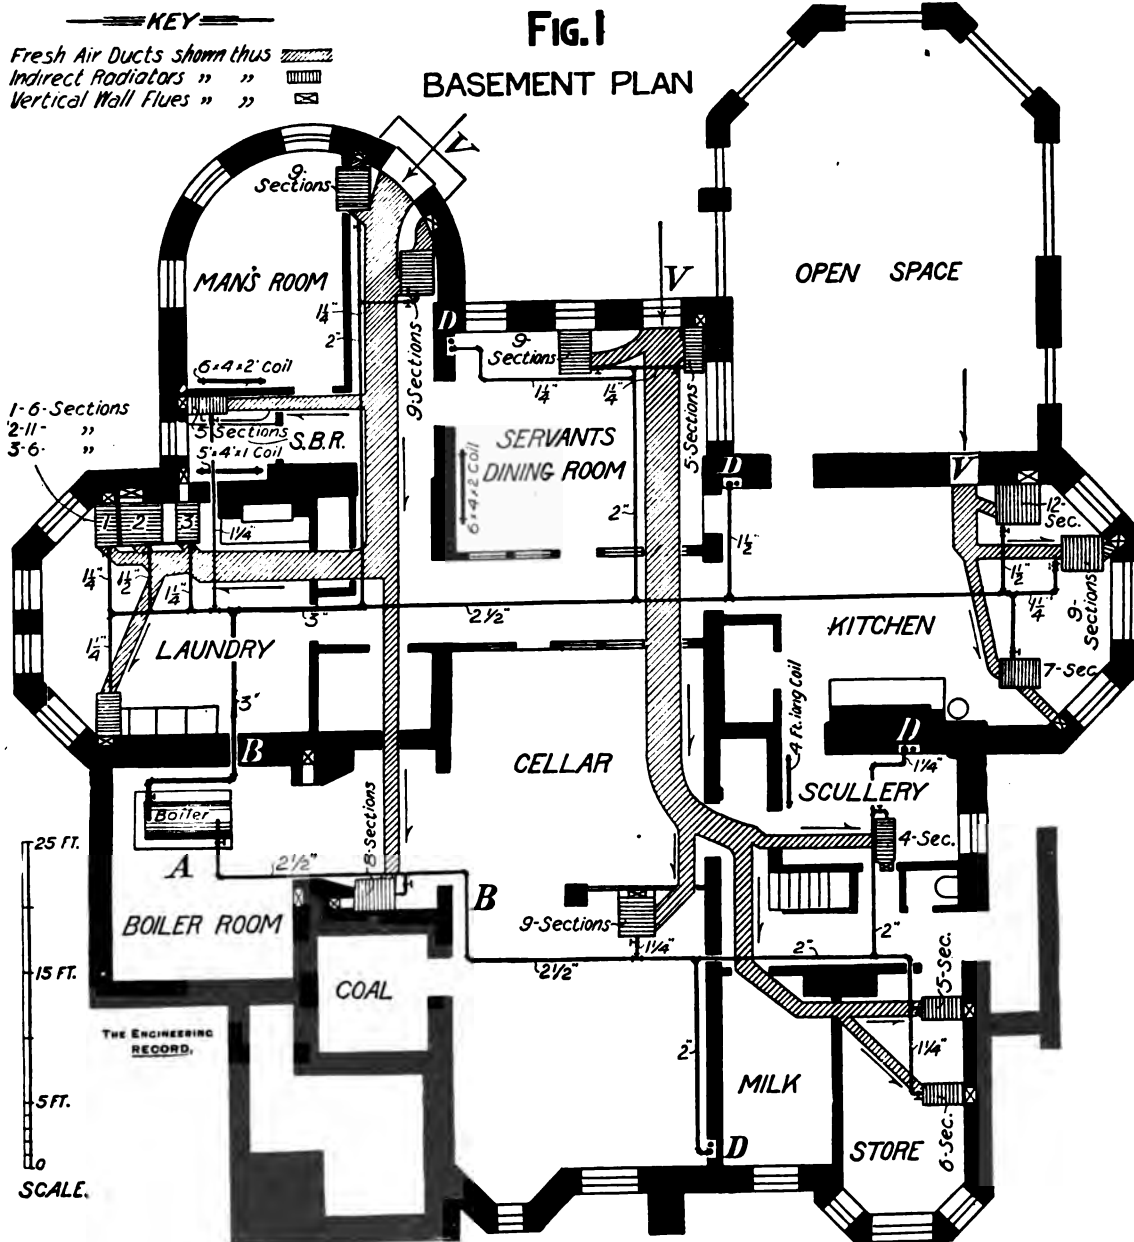 KEY
Fresh Air Ducts shown thus
Indirect Radiators " "
Vertical Wall Flues " "
FIG. 1
BASEMENT PLAN
V
9-
Sections
MAN'S ROOM
1¼"
2"
6×4×2' Coil
9-Sections
1-6-Sections
2-11- "
3-6- "
5 Sections
S.B.R.
5'×4'×1 Coil
D
9-
Sections
V
1¼"
1¼"
5-Sections
SERVANTS
DINING ROOM
6×4×2 Coil
2"
OPEN SPACE
D
V
12-
Sec.
1½"
1½"
1¼"
9-
Sections
1
2
3
1¼"
1½"
1¼"
1¼"
3"
2½"
1¼"
LAUNDRY
3"
KITCHEN
7-Sec.
B
CELLAR
4 Ft. long Coil
D
1¼"
SCULLERY
4-Sec.
Boiler
A
2½"
8-Sections
B
9-Sections
1¼"
2"
2"
BOILER ROOM
2½"
COAL
5-Sec.
1¼"
2"
MILK
6-Sec.
D
STORE
THE ENGINEERING
RECORD.
25 FT.
15 FT.
5 FT.
0
SCALE.